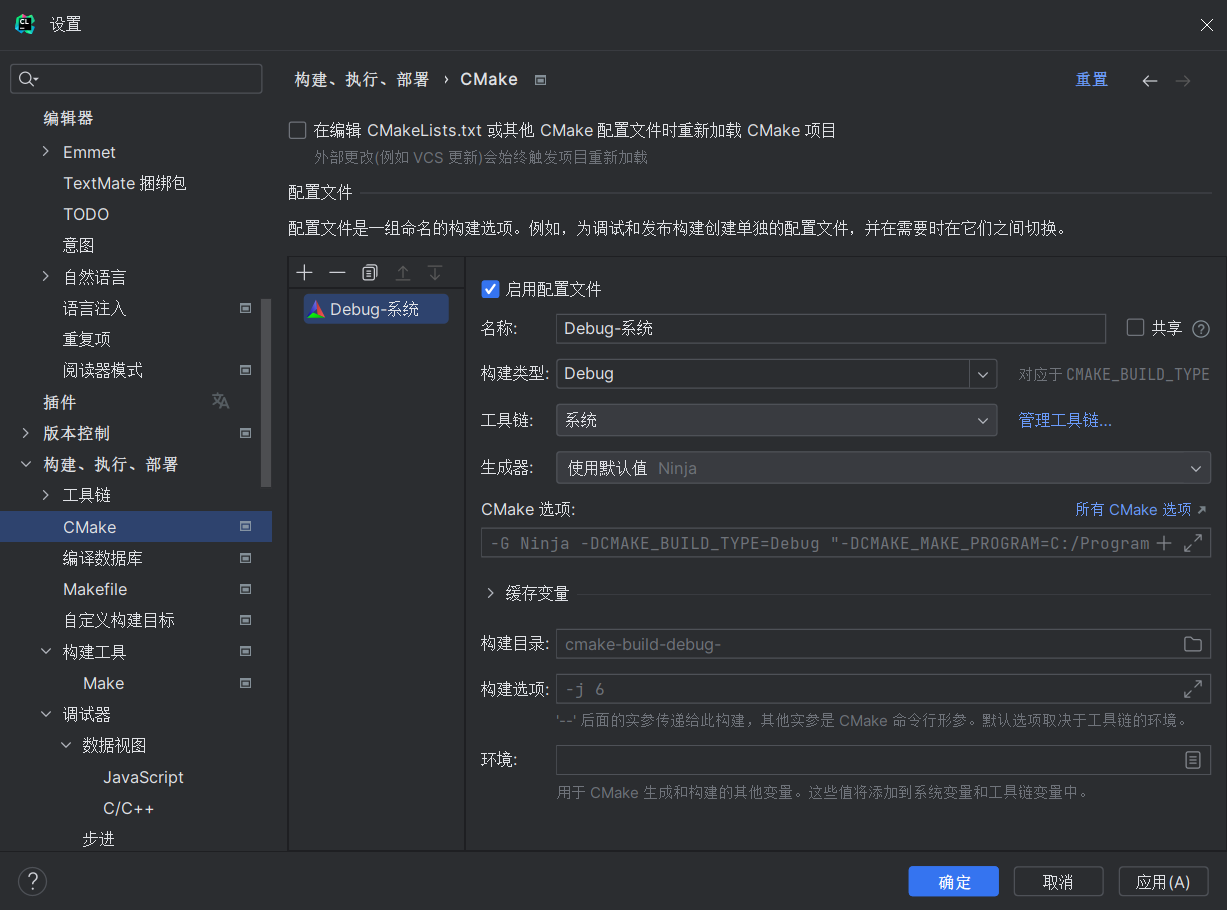 设置
构建、执行、部署 › CMake
重置
编辑器
Emmet
TextMate 捆绑包
TODO
意图
自然语言
语言注入
重复项
阅读器模式
插件
版本控制
构建、执行、部署
工具链
CMake
编译数据库
Makefile
自定义构建目标
构建工具
Make
调试器
数据视图
JavaScript
C/C++
步进
在编辑 CMakeLists.txt 或其他 CMake 配置文件时重新加载 CMake 项目
外部更改(例如 VCS 更新)会始终触发项目重新加载
配置文件
配置文件是一组命名的构建选项。例如，为调试和发布构建创建单独的配置文件，并在需要时在它们之间切换。
Debug-系统
启用配置文件
名称: Debug-系统 共享
构建类型: Debug 对应于 CMAKE_BUILD_TYPE
工具链: 系统 管理工具链...
生成器: 使用默认值 Ninja
CMake 选项: 所有 CMake 选项
-G Ninja -DCMAKE_BUILD_TYPE=Debug "-DCMAKE_MAKE_PROGRAM=C:/Program
缓存变量
构建目录: cmake-build-debug-
构建选项: -j 6
'--' 后面的实参传递给此构建，其他实参是 CMake 命令行形参。默认选项取决于工具链的环境。
环境:
用于 CMake 生成和构建的其他变量。这些值将添加到系统变量和工具链变量中。
?
确定
取消
应用(A)